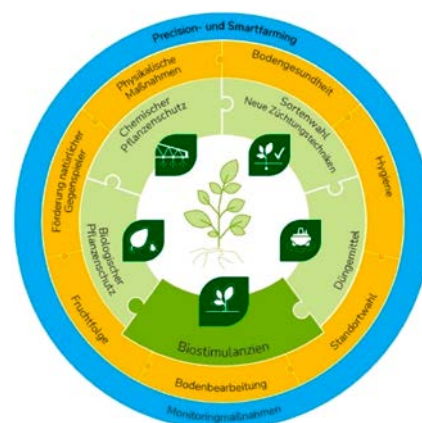 Precision- und Smartfarming
Physikalische
Maßnahmen
Bodengesundheit
Chemischer
Pflanzenschutz
Sortenwahl
Neue Züchtungstechniken
Förderung natürlicher
Gegenspieler
Hygiene
Biologischer
Pflanzenschutz
Düngemittel
Fruchtfolge
Standortwahl
Biostimulanzien
Bodenbearbeitung
Monitoringmaßnahmen